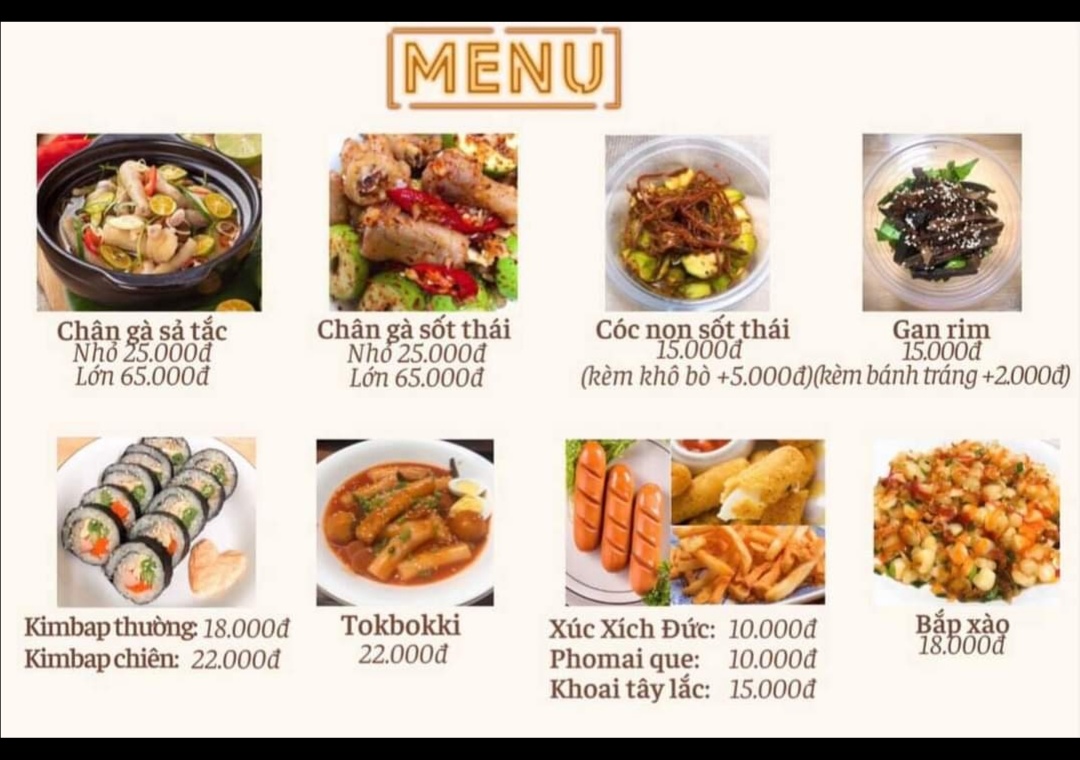 MENU
Chân gà sả tắc
Nhỏ 25.000đ
Lớn 65.000đ
Chân gà sốt thái
Nhỏ 25.000đ
Lớn 65.000đ
Cóc non sốt thái
15.000đ
(kèm khô bò +5.000đ)
Gan rim
15.000đ
(kèm bánh tráng +2.000đ)
Kimbap thường: 18.000đ
Kimbap chiên: 22.000đ
Tokbokki
22.000đ
Xúc Xích Đức: 10.000đ
Phomai que: 10.000đ
Khoai tây lắc: 15.000đ
Bắp xào
18.000đ